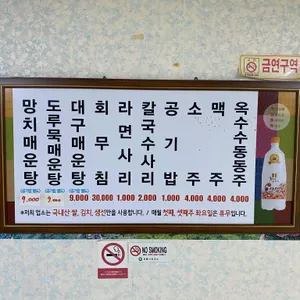 금연구역
망치매운탕
도루묵매운탕
대구매운탕
회무침
라면사리
칼국수사리
공기밥
소주
맥주
옥수수동동주
9,000
9,000
30,000
1,000
2,000
1,000
4,000
4,000
4,000
※저희 업소는 국내산 쌀, 김치, 생선만을 사용합니다. / 매월 첫째, 셋째주 화요일은 휴무입니다.
NO SMOKING